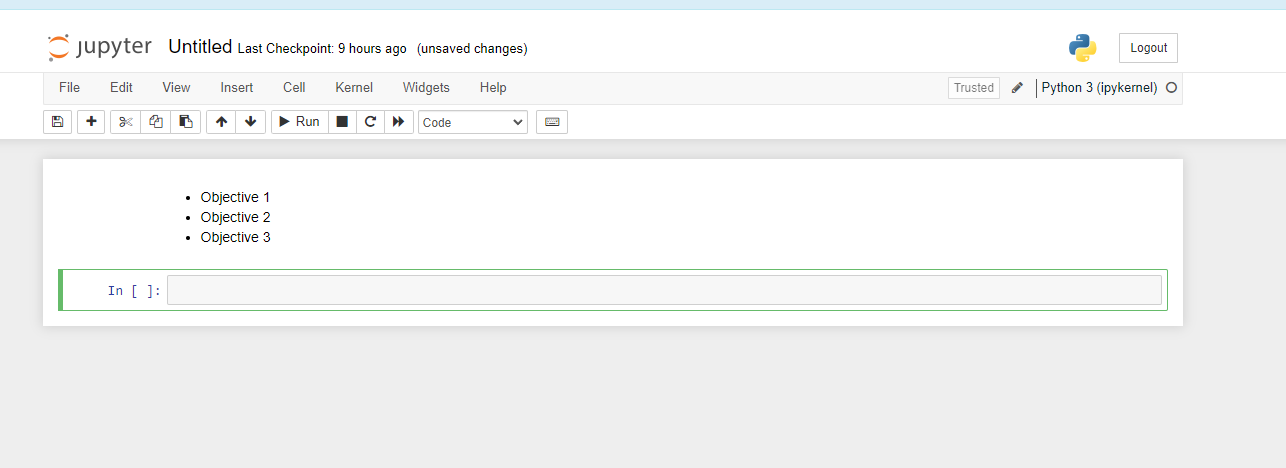 jupyter Untitled Last Checkpoint: 9 hours ago (unsaved changes) Logout
File Edit View Insert Cell Kernel Widgets Help Trusted Python 3 (ipykernel)
Run Code
Objective 1
Objective 2
Objective 3
In [ ]: